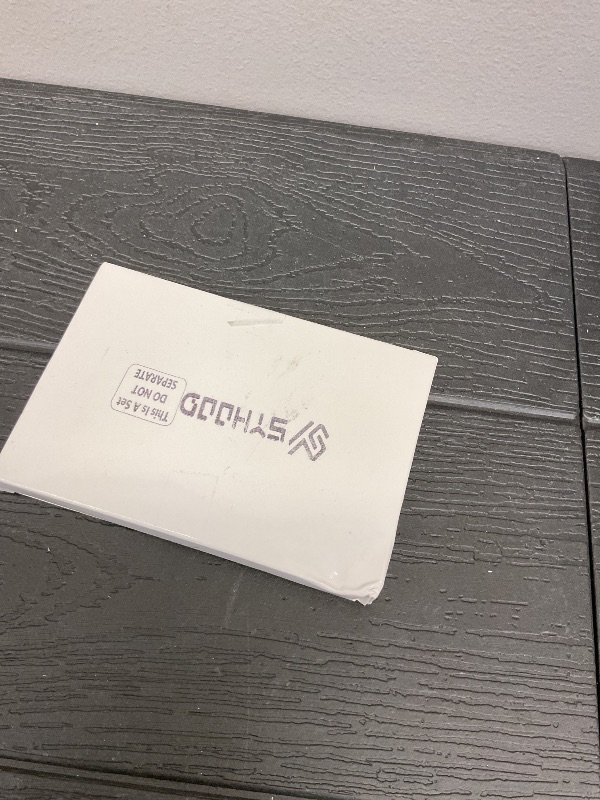 SYHOOD
This Is A Set
DO NOT
SEPARATE